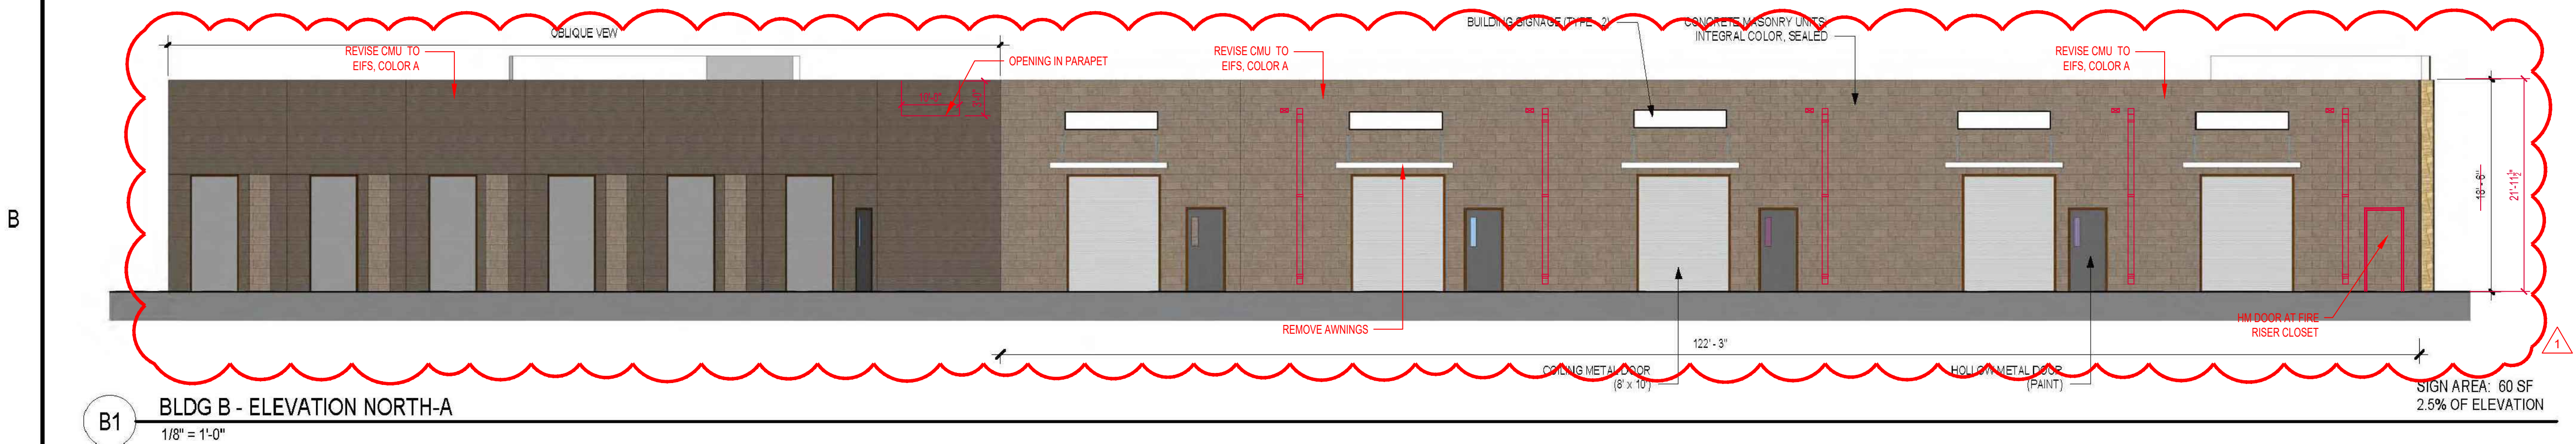 BUILDING SIGNAGE (TYPE - 2)
CONCRETE MASONRY UNITS
INTEGRAL COLOR, SEALED
OBLIQUE VEW
REVISE CMU TO
EIFS, COLOR A
OPENING IN PARAPET
REVISE CMU TO
EIFS, COLOR A
REVISE CMU TO
EIFS, COLOR A
3'-8"
18' - 6"
21'-11½"
B
HM DOOR AT FIRE
RISER CLOSET
REMOVE AWNINGS
122' - 3"
1
COILING METAL DOOR
(8' x 10')
HOLLOW METAL DOOR
(PAINT)
SIGN AREA: 60 SF
2.5% OF ELEVATION
B1
BLDG B - ELEVATION NORTH-A
1/8" = 1'-0"